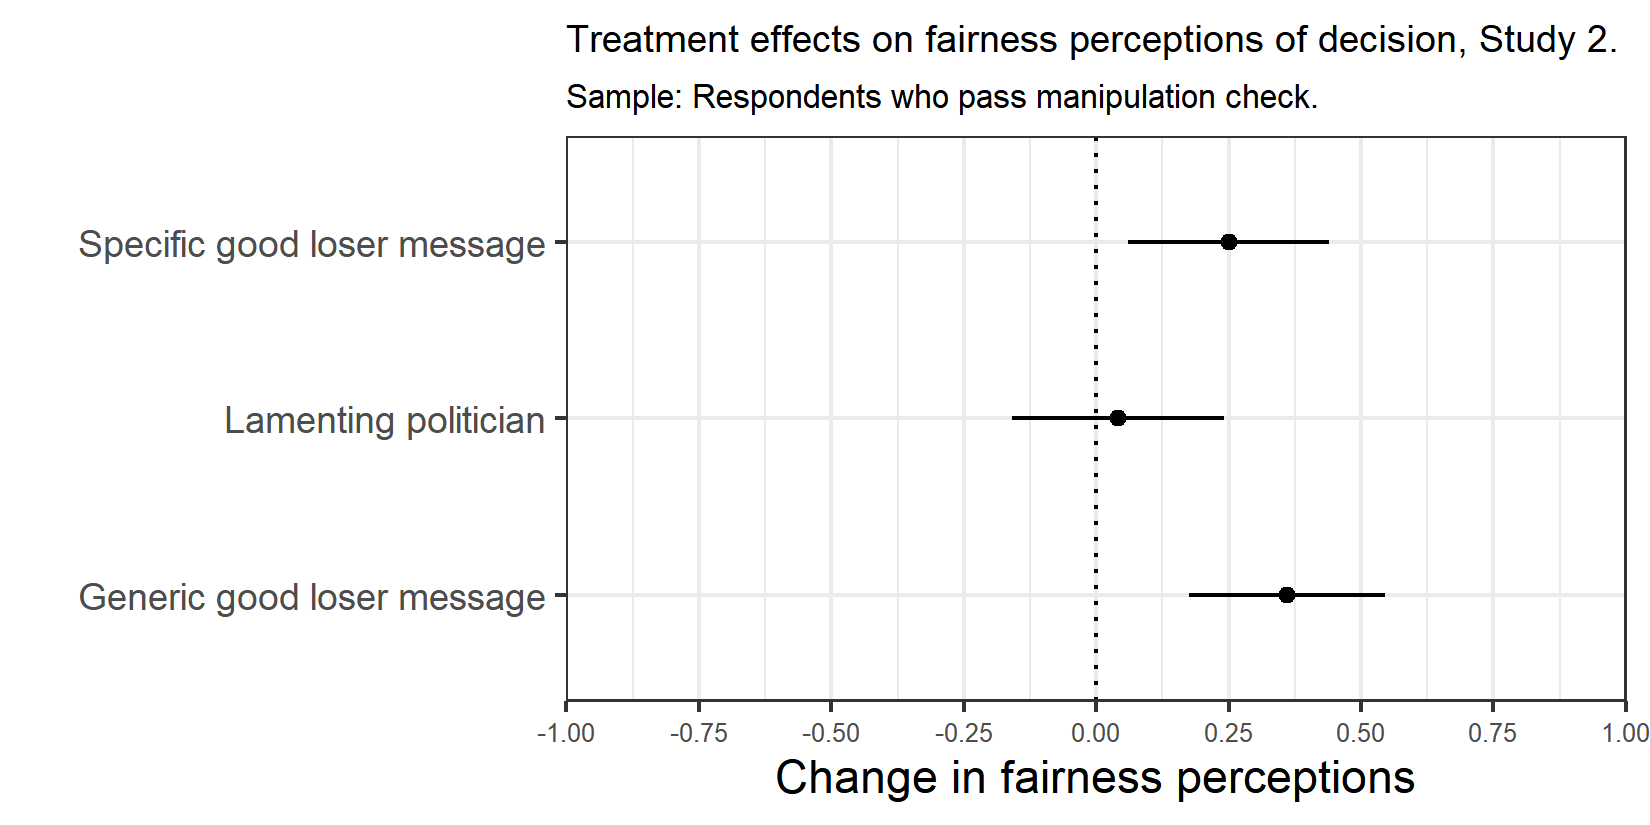 Treatment effects on fairness perceptions of decision, Study 2.
Sample: Respondents who pass manipulation check.
Specific good loser message
Lamenting politician
Generic good loser message
-1.00 -0.75 -0.50 -0.25 0.00 0.25 0.50 0.75 1.00
Change in fairness perceptions